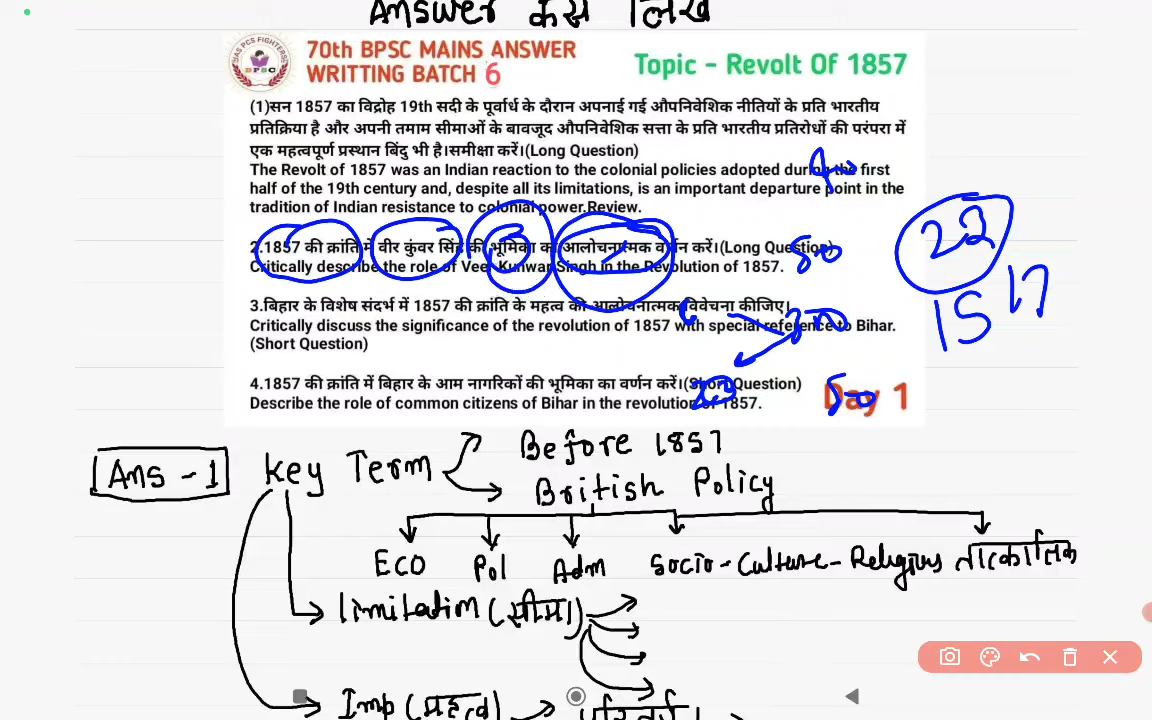 Answer कैसे लिखें
70th BPSC MAINS ANSWER
WRITTING BATCH 6
Topic - Revolt Of 1857
IAS PCS FIGHTERS
BPSC
(1)सन 1857 का विद्रोह 19th सदी के पूर्वार्ध के दौरान अपनाई गई औपनिवेशिक नीतियों के प्रति भारतीय
प्रतिक्रिया है और अपनी तमाम सीमाओं के बावजूद औपनिवेशिक सत्ता के प्रति भारतीय प्रतिरोधों की परंपरा में
एक महत्वपूर्ण प्रस्थान बिंदु भी है।समीक्षा करें।(Long Question)
The Revolt of 1857 was an Indian reaction to the colonial policies adopted during the first
half of the 19th century and, despite all its limitations, is an important departure point in the
tradition of Indian resistance to colonial power.Review.
2.1857 की क्रांति में वीर कुंवर सिंह की भूमिका का आलोचनात्मक वर्णन करें।(Long Question)
Critically describe the role of Veer Kunwar Singh in the Revolution of 1857.
22
15 17
3.बिहार के विशेष संदर्भ में 1857 की क्रांति के महत्व की आलोचनात्मक विवेचना कीजिए।
Critically discuss the significance of the revolution of 1857 with special reference to Bihar.
(Short Question)
4.1857 की क्रांति में बिहार के आम नागरिकों की भूमिका का वर्णन करें।(Short Question)
Describe the role of common citizens of Bihar in the revolution of 1857.
Day 1
Ans - 1 Key Term Before 1857
British Policy
ECO Pol Adm Socio - Culture - Religious तात्कालिक
limitation (सीमा)
Imp (महत्व)